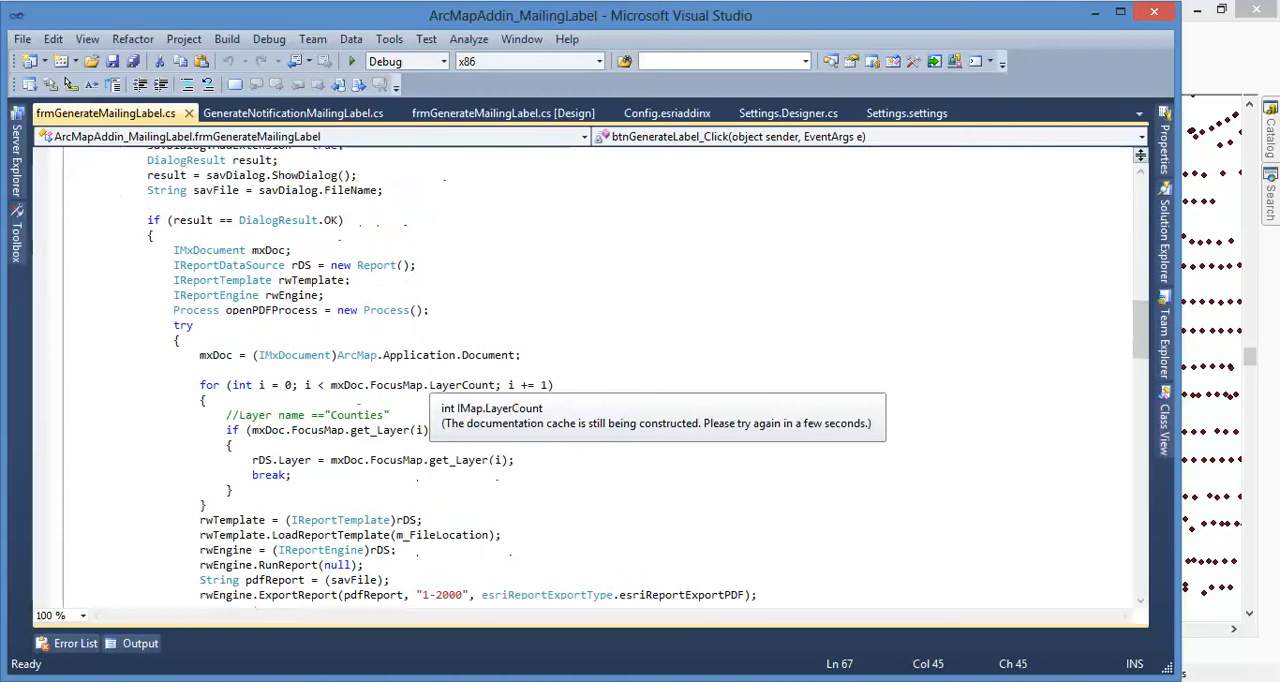 ArcMapAddin_MailingLabel - Microsoft Visual Studio
File Edit View Refactor Project Build Debug Team Data Tools Test Analyze Window Help
Debug x86
frmGenerateMailingLabel.cs GenerateNotificationMailingLabel.cs frmGenerateMailingLabel.cs [Design] Config.esriaddinx Settings.Designer.cs Settings.settings
ArcMapAddin_MailingLabel.frmGenerateMailingLabel btnGenerateLabel_Click(object sender, EventArgs e)
DialogResult result;
result = savDialog.ShowDialog();
String savFile = savDialog.FileName;
if (result == DialogResult.OK)
{
IMxDocument mxDoc;
IReportDataSource rDS = new Report();
IReportTemplate rwTemplate;
IReportEngine rwEngine;
Process openPDFProcess = new Process();
try
{
mxDoc = (IMxDocument)ArcMap.Application.Document;
for (int i = 0; i < mxDoc.FocusMap.LayerCount; i += 1)
{
//Layer name =="Counties"
if (mxDoc.FocusMap.get_Layer(i)
int IMap.LayerCount
(The documentation cache is still being constructed. Please try again in a few seconds.)
{
rDS.Layer = mxDoc.FocusMap.get_Layer(i);
break;
}
}
rwTemplate = (IReportTemplate)rDS;
rwTemplate.LoadReportTemplate(m_FileLocation);
rwEngine = (IReportEngine)rDS;
rwEngine.RunReport(null);
String pdfReport = (savFile);
rwEngine.ExportReport(pdfReport, "1-2000", esriReportExportType.esriReportExportPDF);
100 %
Error List Output
Ready Ln 67 Col 45 Ch 45 INS
Server Explorer
Toolbox
Properties
Solution Explorer
Team Explorer
Class View
Catalog
Search